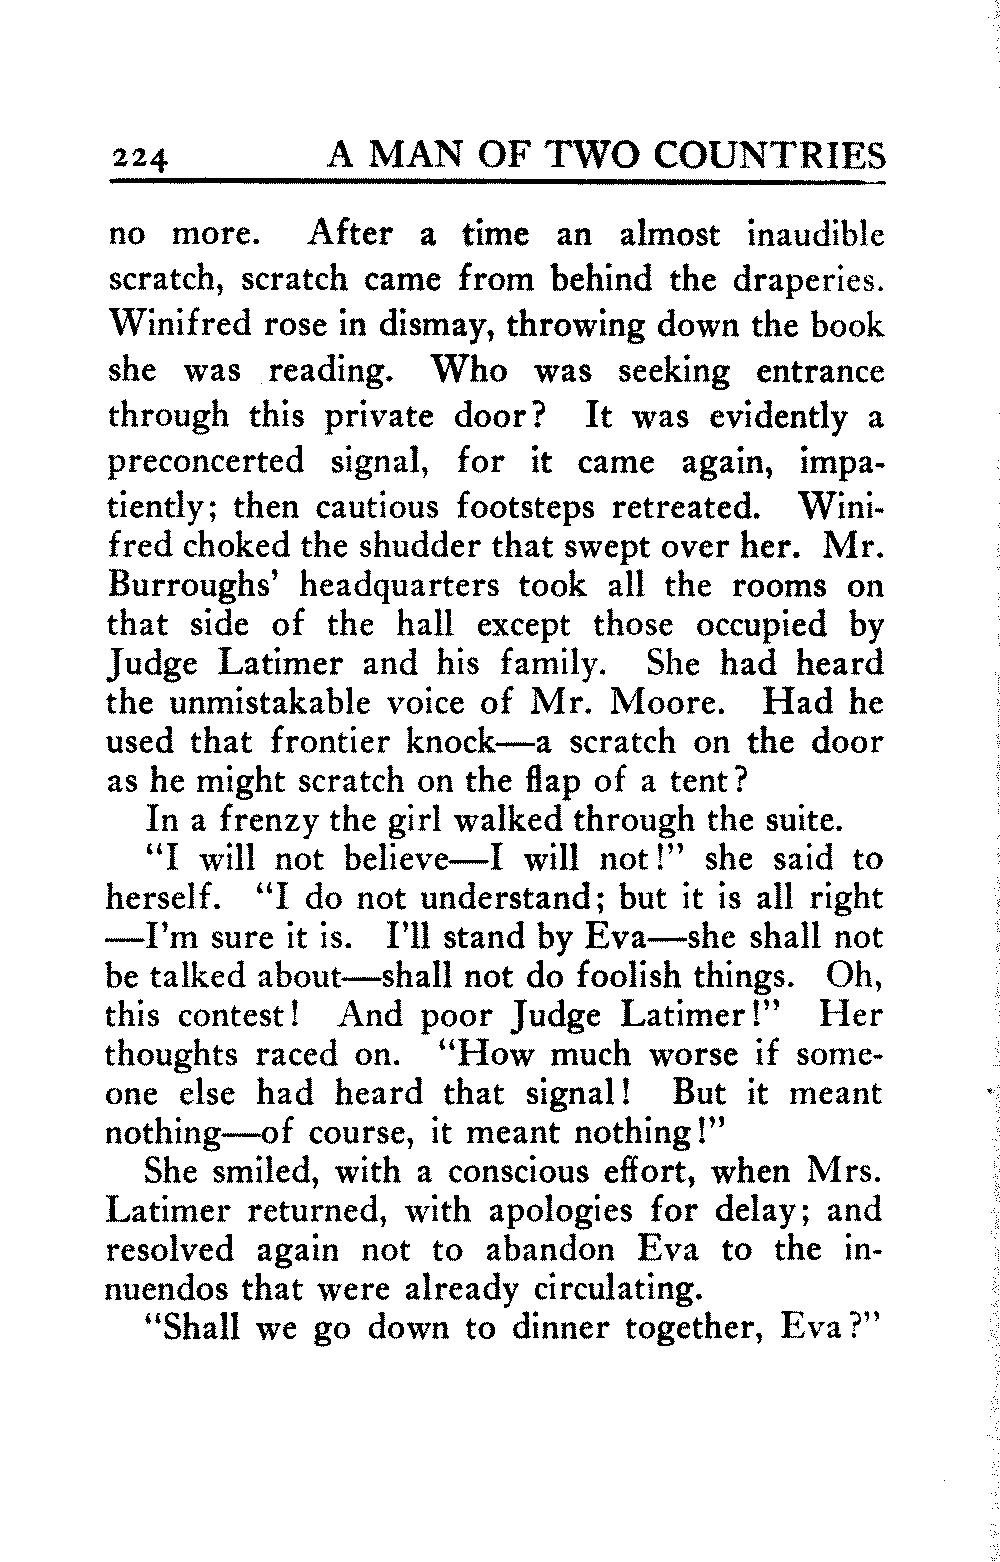 224 A MAN OF TWO COUNTRIES
no more. After a time an almost inaudible
scratch, scratch came from behind the draperies.
Winifred rose in dismay, throwing down the book
she was reading. Who was seeking entrance
through this private door? It was evidently a
preconcerted signal, for it came again, impa-
tiently; then cautious footsteps retreated. Wini-
fred choked the shudder that swept over her. Mr.
Burroughs' headquarters took all the rooms on
that side of the hall except those occupied by
Judge Latimer and his family. She had heard
the unmistakable voice of Mr. Moore. Had he
used that frontier knock—a scratch on the door
as he might scratch on the flap of a tent?
In a frenzy the girl walked through the suite.
"I will not believe—I will not!" she said to
herself. "I do not understand; but it is all right
—I'm sure it is. I'll stand by Eva—she shall not
be talked about—shall not do foolish things. Oh,
this contest! And poor Judge Latimer!" Her
thoughts raced on. "How much worse if some-
one else had heard that signal! But it meant
nothing—of course, it meant nothing!"
She smiled, with a conscious effort, when Mrs.
Latimer returned, with apologies for delay; and
resolved again not to abandon Eva to the in-
nuendos that were already circulating.
"Shall we go down to dinner together, Eva?"